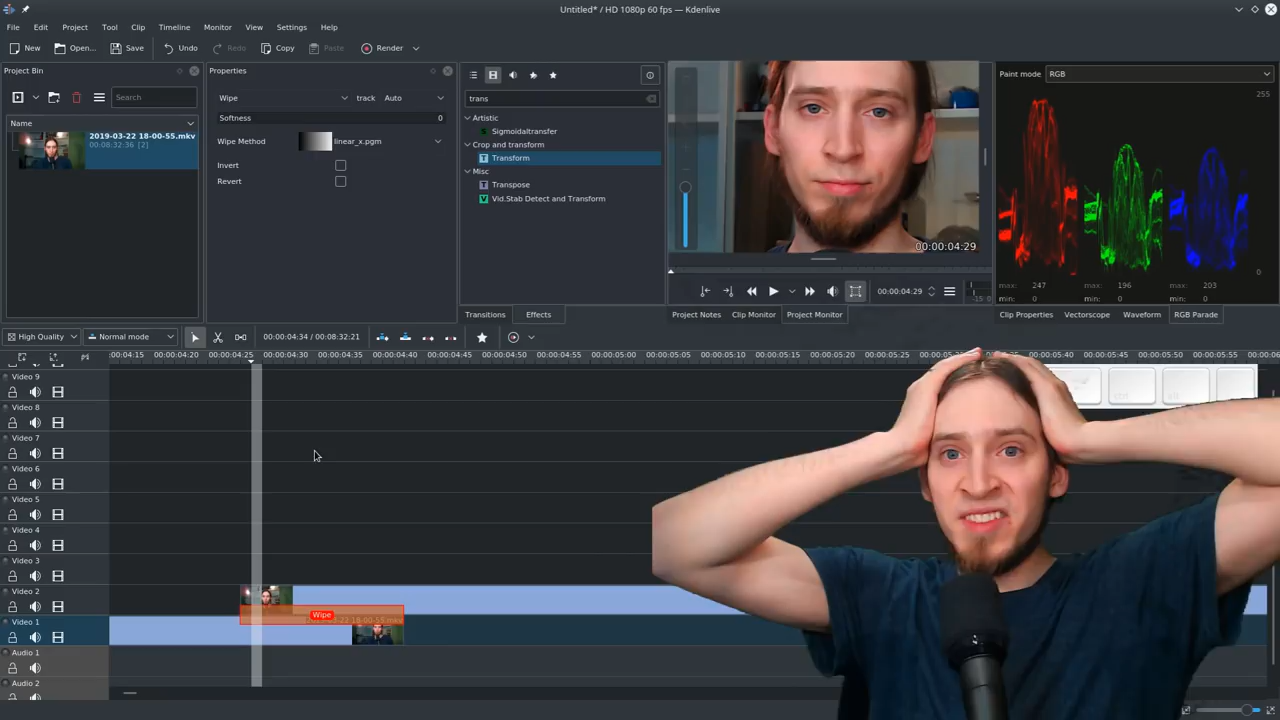 Untitled* / HD 1080p 60 fps — Kdenlive
File Edit Project Tool Timeline Clip Monitor View Settings Help
New Open... Save Undo Redo Copy Paste Render
Project Bin
Search
Name
2019-03-22 18-00-55.mkv
00:08:32:36 [2]
Properties
Wipe track Auto
Softness 0
Wipe Method linear_x.pgm
Invert
Revert
trans
Artistic
Sigmoidaltransfer
Crop and transform
Transform
Misc
Transpose
Vid.Stab Detect and Transform
Transitions Effects
00:00:04:29
00:00:04:29
Project Notes Clip Monitor Project Monitor
Paint mode RGB
255
0
max: 247 max: 196 max: 203
min: 0 min: 0 min: 0
Clip Properties Vectorscope Waveform RGB Parade
High Quality Normal mode 00:00:04:34 / 00:08:32:21
00:04:15 00:00:04:20 00:00:04:25 00:00:04:30 00:00:04:35 00:00:04:40 00:00:04:45 00:00:04:50 00:00:04:55 00:00:05:00 00:00:05:05 00:00:05:10 00:00:05:15 00:00:05:20 00:00:05:25 00:00:05:40 00:00:05:45 00:00:05:50 00:00:05:55
Video 9
Video 8
Video 7
Video 6
Video 5
Video 4
Video 3
Video 2
Wipe
Video 1
Audio 1
Audio 2
ctrl alt